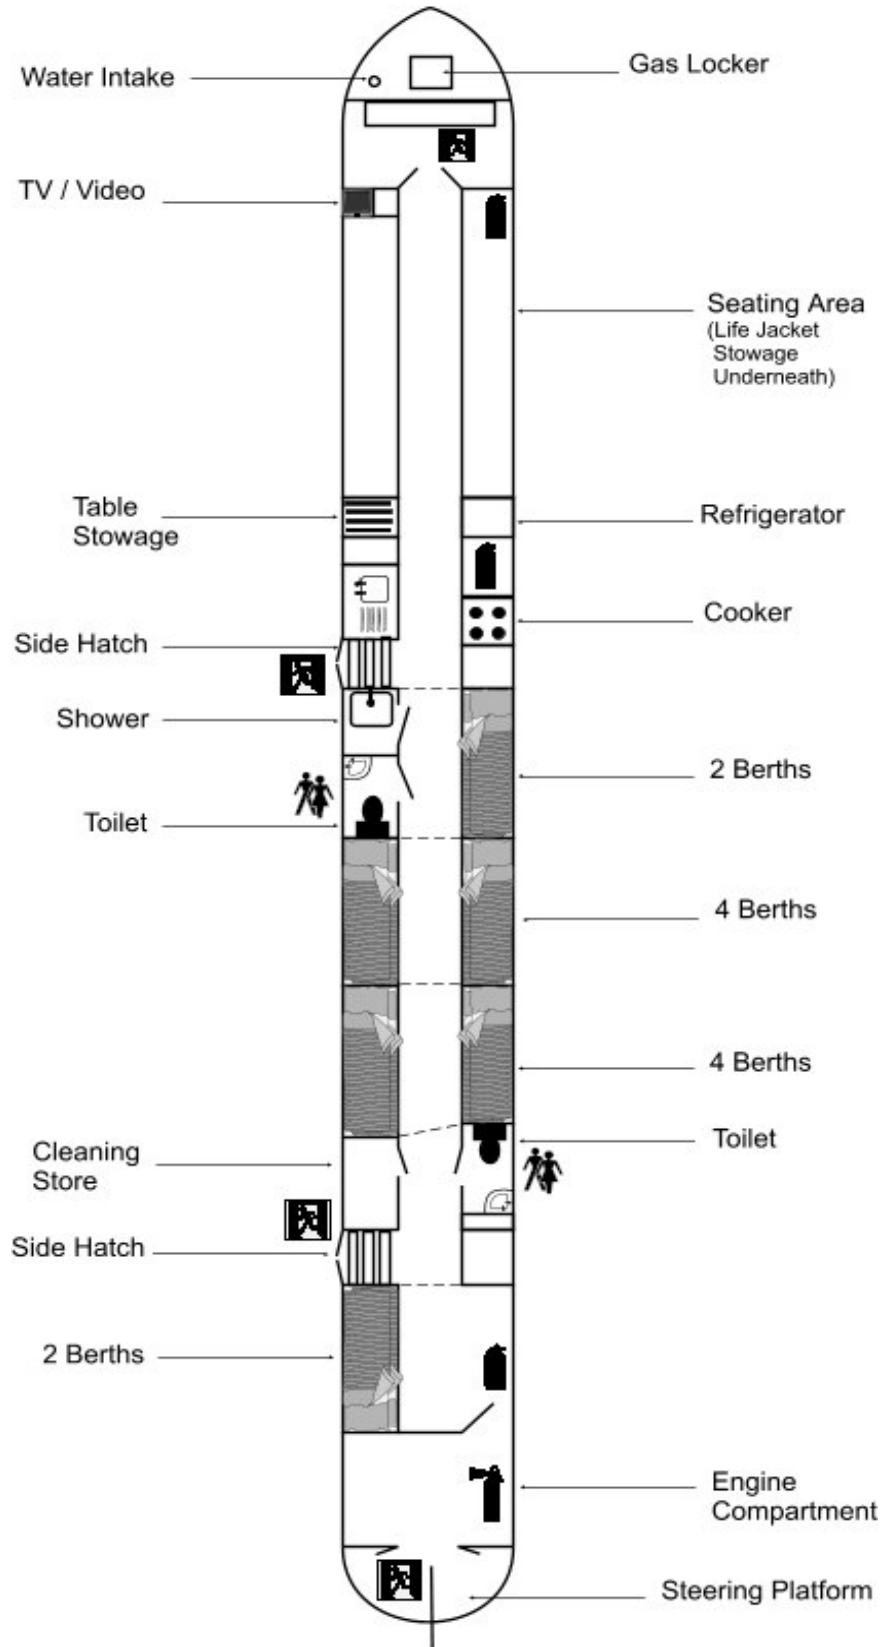 Water Intake
Gas Locker
TV / Video
Seating Area
(Life Jacket
Stowage
Underneath)
Table
Stowage
Refrigerator
Cooker
Side Hatch
Shower
2 Berths
Toilet
4 Berths
4 Berths
Toilet
Cleaning
Store
Side Hatch
2 Berths
Engine
Compartment
Steering Platform